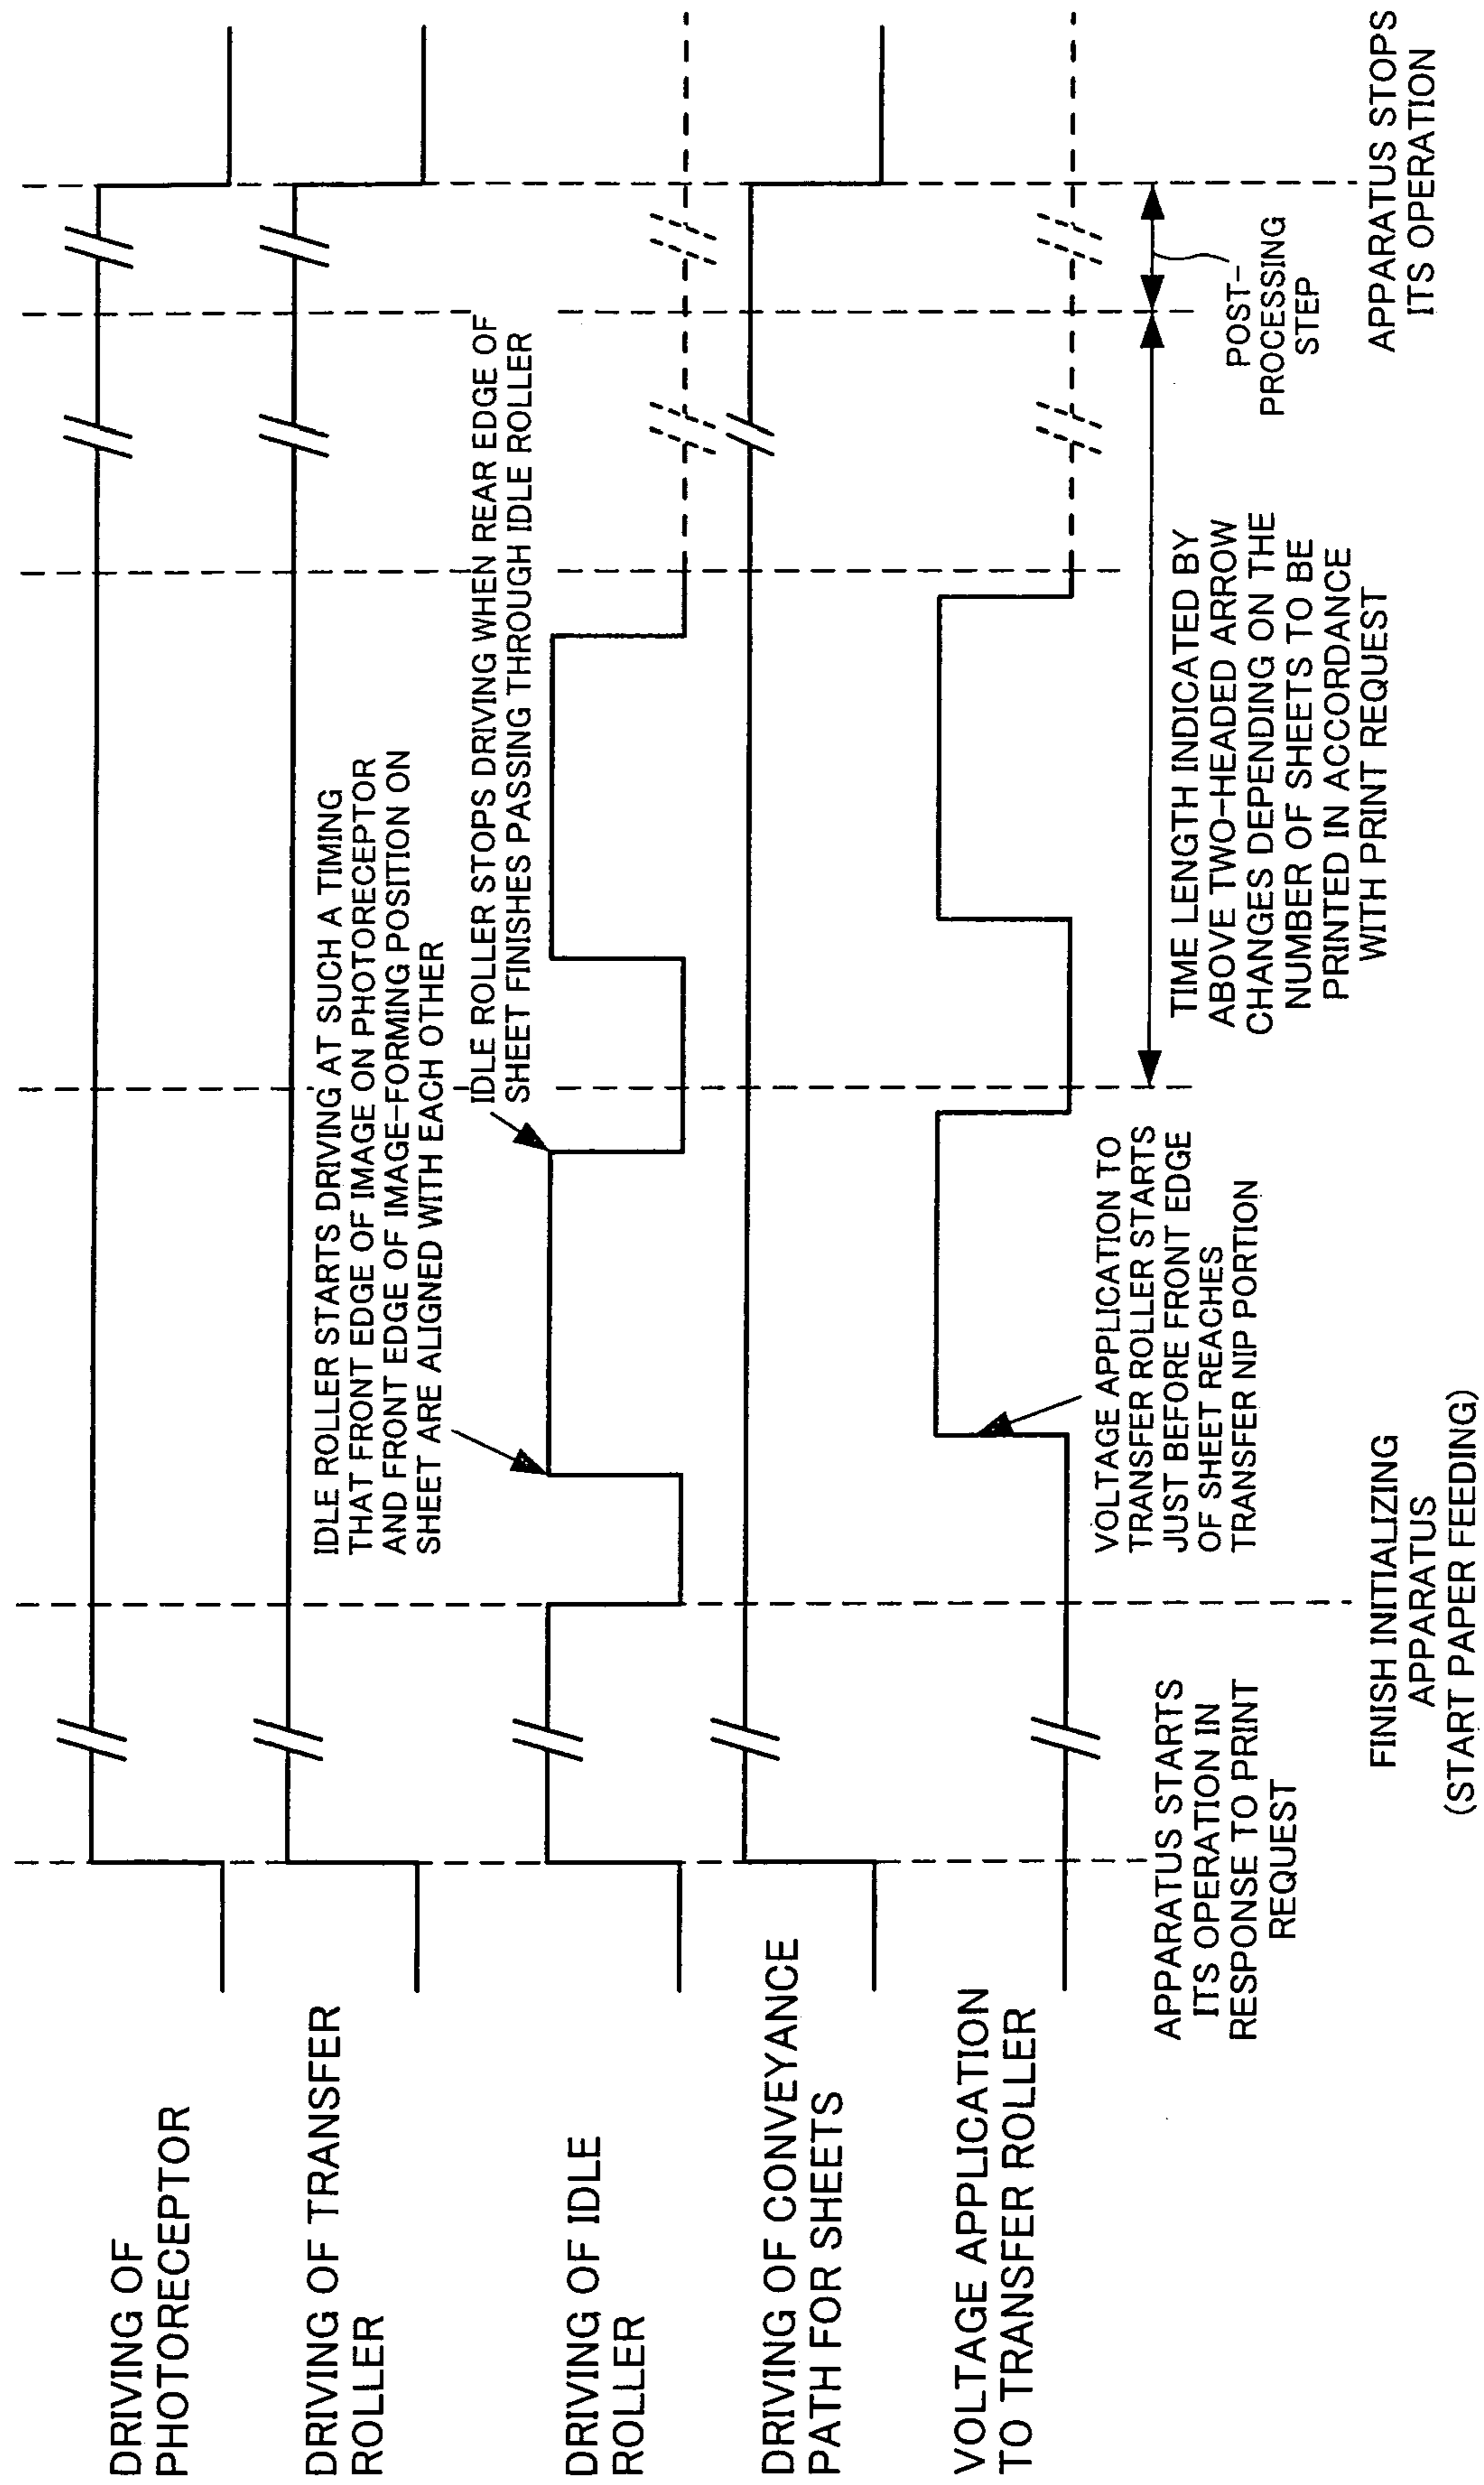 DRIVING OF
PHOTORECEPTOR
DRIVING OF TRANSFER
ROLLER
IDLE ROLLER STARTS DRIVING AT SUCH A TIMING
THAT FRONT EDGE OF IMAGE ON PHOTORECEPTOR
AND FRONT EDGE OF IMAGE-FORMING POSITION ON
SHEET ARE ALIGNED WITH EACH OTHER
IDLE ROLLER STOPS DRIVING WHEN REAR EDGE OF
SHEET FINISHES PASSING THROUGH IDLE ROLLER
DRIVING OF IDLE
ROLLER
DRIVING OF CONVEYANCE
PATH FOR SHEETS
VOLTAGE APPLICATION
TO TRANSFER ROLLER
VOLTAGE APPLICATION TO
TRANSFER ROLLER STARTS
JUST BEFORE FRONT EDGE
OF SHEET REACHES
TRANSFER NIP PORTION
TIME LENGTH INDICATED BY
ABOVE TWO-HEADED ARROW
CHANGES DEPENDING ON THE
NUMBER OF SHEETS TO BE
PRINTED IN ACCORDANCE
WITH PRINT REQUEST
POST-
PROCESSING
STEP
APPARATUS STARTS
ITS OPERATION IN
RESPONSE TO PRINT
REQUEST
FINISH INITIALIZING
APPARATUS
(START PAPER FEEDING)
APPARATUS STOPS
ITS OPERATION